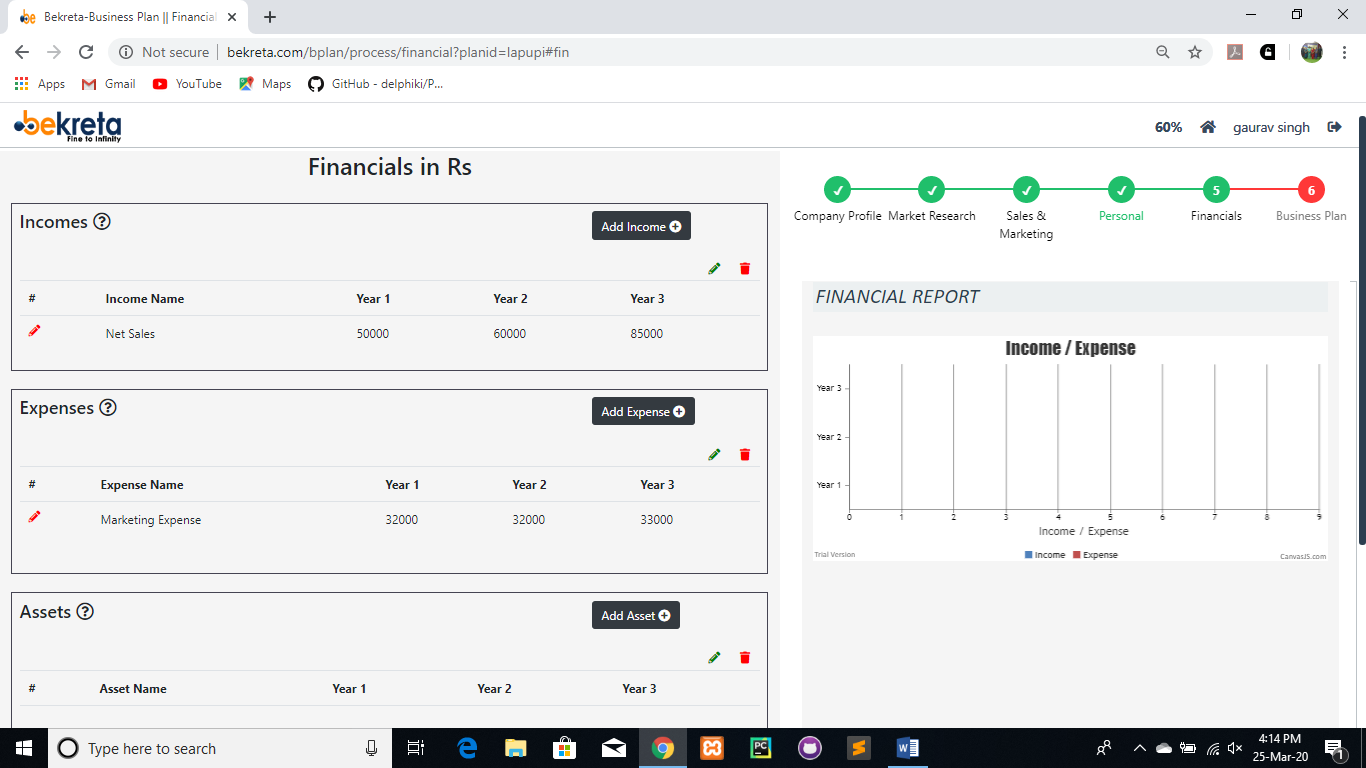 Bekreta-Business Plan || Financial
Not secure | bekreta.com/bplan/process/financial?planid=lapupi#fin
Apps Gmail YouTube Maps GitHub - delphiki/P...
bekreta
Fine to Infinity
60% gaurav singh
Financials in Rs
Incomes ?
Add Income +
# Income Name Year 1 Year 2 Year 3
Net Sales 50000 60000 85000
Expenses ?
Add Expense +
# Expense Name Year 1 Year 2 Year 3
Marketing Expense 32000 32000 33000
Assets ?
Add Asset +
# Asset Name Year 1 Year 2 Year 3
✓ ✓ ✓ ✓ 5 6
Company Profile Market Research Sales & Marketing Personal Financials Business Plan
FINANCIAL REPORT
Income / Expense
Year 3
Year 2
Year 1
0 1 2 3 4 5 6 7 8 9
Income / Expense
Trial Version Income Expense CanvasJS.com
Type here to search
4:14 PM
25-Mar-20
1